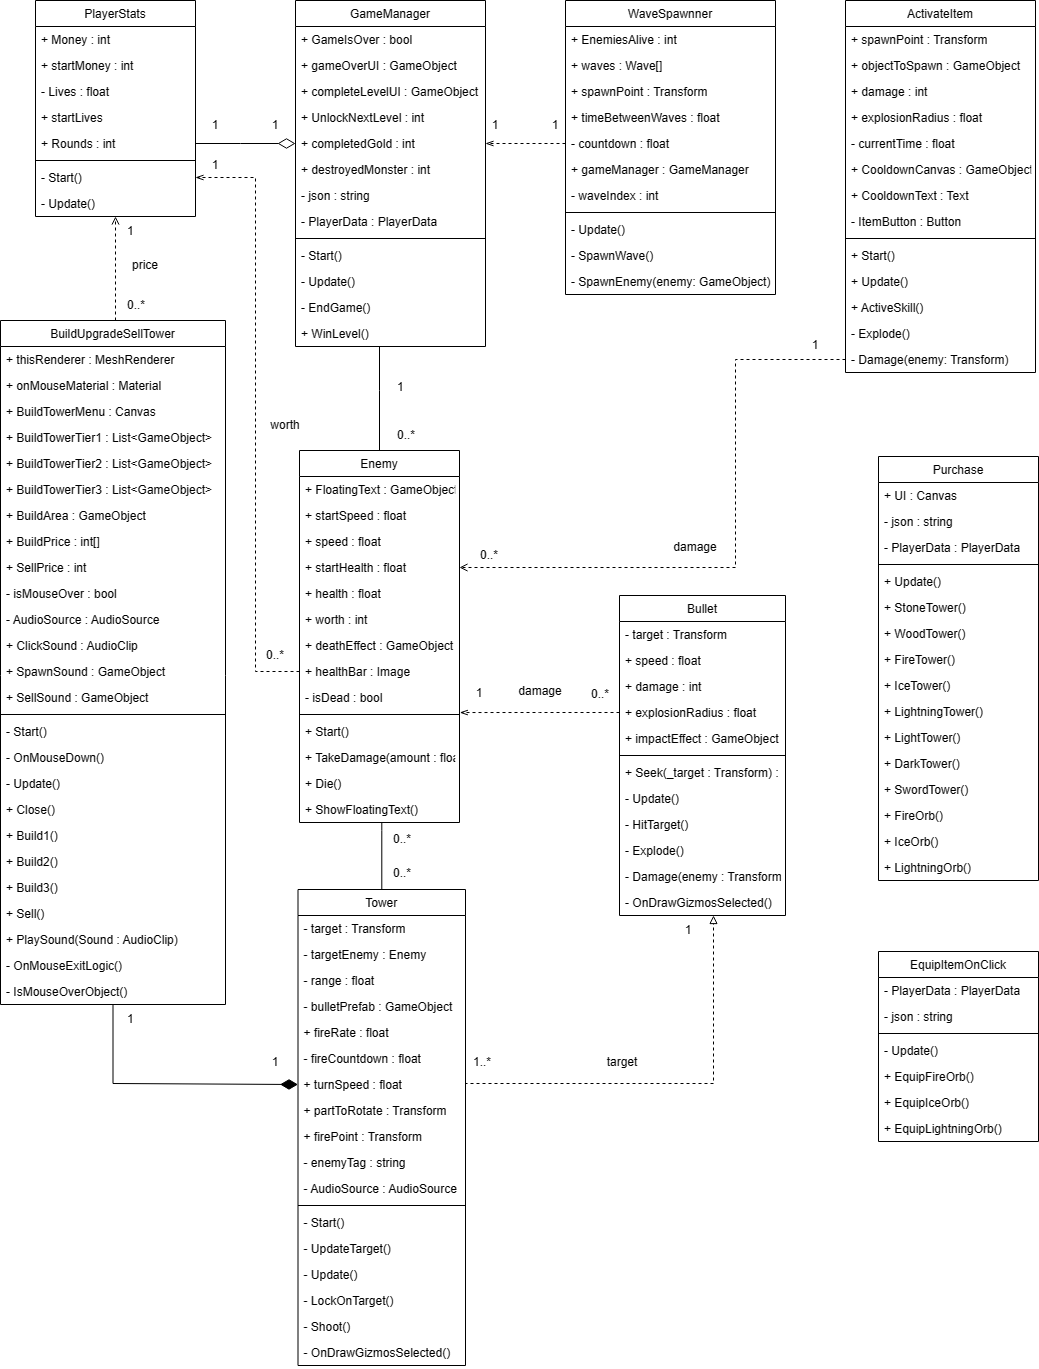 PlayerStats
+ Money : int
+ startMoney : int
- Lives : float
+ startLives
+ Rounds : int
- Start()
- Update()
GameManager
+ GameIsOver : bool
+ gameOverUI : GameObject
+ completeLevelUI : GameObject
+ UnlockNextLevel : int
+ completedGold : int
+ destroyedMonster : int
- json : string
- PlayerData : PlayerData
- Start()
- Update()
- EndGame()
+ WinLevel()
WaveSpawnner
+ EnemiesAlive : int
+ waves : Wave[]
+ spawnPoint : Transform
+ timeBetweenWaves : float
- countdown : float
+ gameManager : GameManager
- waveIndex : int
- Update()
- SpawnWave()
- SpawnEnemy(enemy: GameObject)
ActivateItem
+ spawnPoint : Transform
+ objectToSpawn : GameObject
+ damage : int
+ explosionRadius : float
- currentTime : float
+ CooldownCanvas : GameObject
+ CooldownText : Text
- ItemButton : Button
+ Start()
+ Update()
+ ActiveSkill()
- Explode()
- Damage(enemy: Transform)
1
1
1
1
1
1
price
0..*
worth
0..*
1
0..*
1
damage
0..*
BuildUpgradeSellTower
+ thisRenderer : MeshRenderer
+ onMouseMaterial : Material
+ BuildTowerMenu : Canvas
+ BuildTowerTier1 : List<GameObject>
+ BuildTowerTier2 : List<GameObject>
+ BuildTowerTier3 : List<GameObject>
+ BuildArea : GameObject
+ BuildPrice : int[]
+ SellPrice : int
- isMouseOver : bool
- AudioSource : AudioSource
+ ClickSound : AudioClip
+ SpawnSound : GameObject
+ SellSound : GameObject
- Start()
- OnMouseDown()
- Update()
+ Close()
+ Build1()
+ Build2()
+ Build3()
+ Sell()
+ PlaySound(Sound : AudioClip)
- OnMouseExitLogic()
- IsMouseOverObject()
Enemy
+ FloatingText : GameObject
+ startSpeed : float
+ speed : float
+ startHealth : float
+ health : float
+ worth : int
+ deathEffect : GameObject
+ healthBar : Image
- isDead : bool
+ Start()
+ TakeDamage(amount : floa
+ Die()
+ ShowFloatingText()
1
damage
0..*
Bullet
- target : Transform
+ speed : float
+ damage : int
+ explosionRadius : float
+ impactEffect : GameObject
+ Seek(_target : Transform) :
- Update()
- HitTarget()
- Explode()
- Damage(enemy : Transform
- OnDrawGizmosSelected()
Purchase
+ UI : Canvas
- json : string
- PlayerData : PlayerData
+ Update()
+ StoneTower()
+ WoodTower()
+ FireTower()
+ IceTower()
+ LightningTower()
+ LightTower()
+ DarkTower()
+ SwordTower()
+ FireOrb()
+ IceOrb()
+ LightningOrb()
0..*
0..*
Tower
- target : Transform
- targetEnemy : Enemy
- range : float
- bulletPrefab : GameObject
+ fireRate : float
- fireCountdown : float
+ turnSpeed : float
+ partToRotate : Transform
+ firePoint : Transform
- enemyTag : string
- AudioSource : AudioSource
- Start()
- UpdateTarget()
- Update()
- LockOnTarget()
- Shoot()
- OnDrawGizmosSelected()
1
1
1
1..*
target
EquipItemOnClick
- PlayerData : PlayerData
- json : string
- Update()
+ EquipFireOrb()
+ EquipIceOrb()
+ EquipLightningOrb()